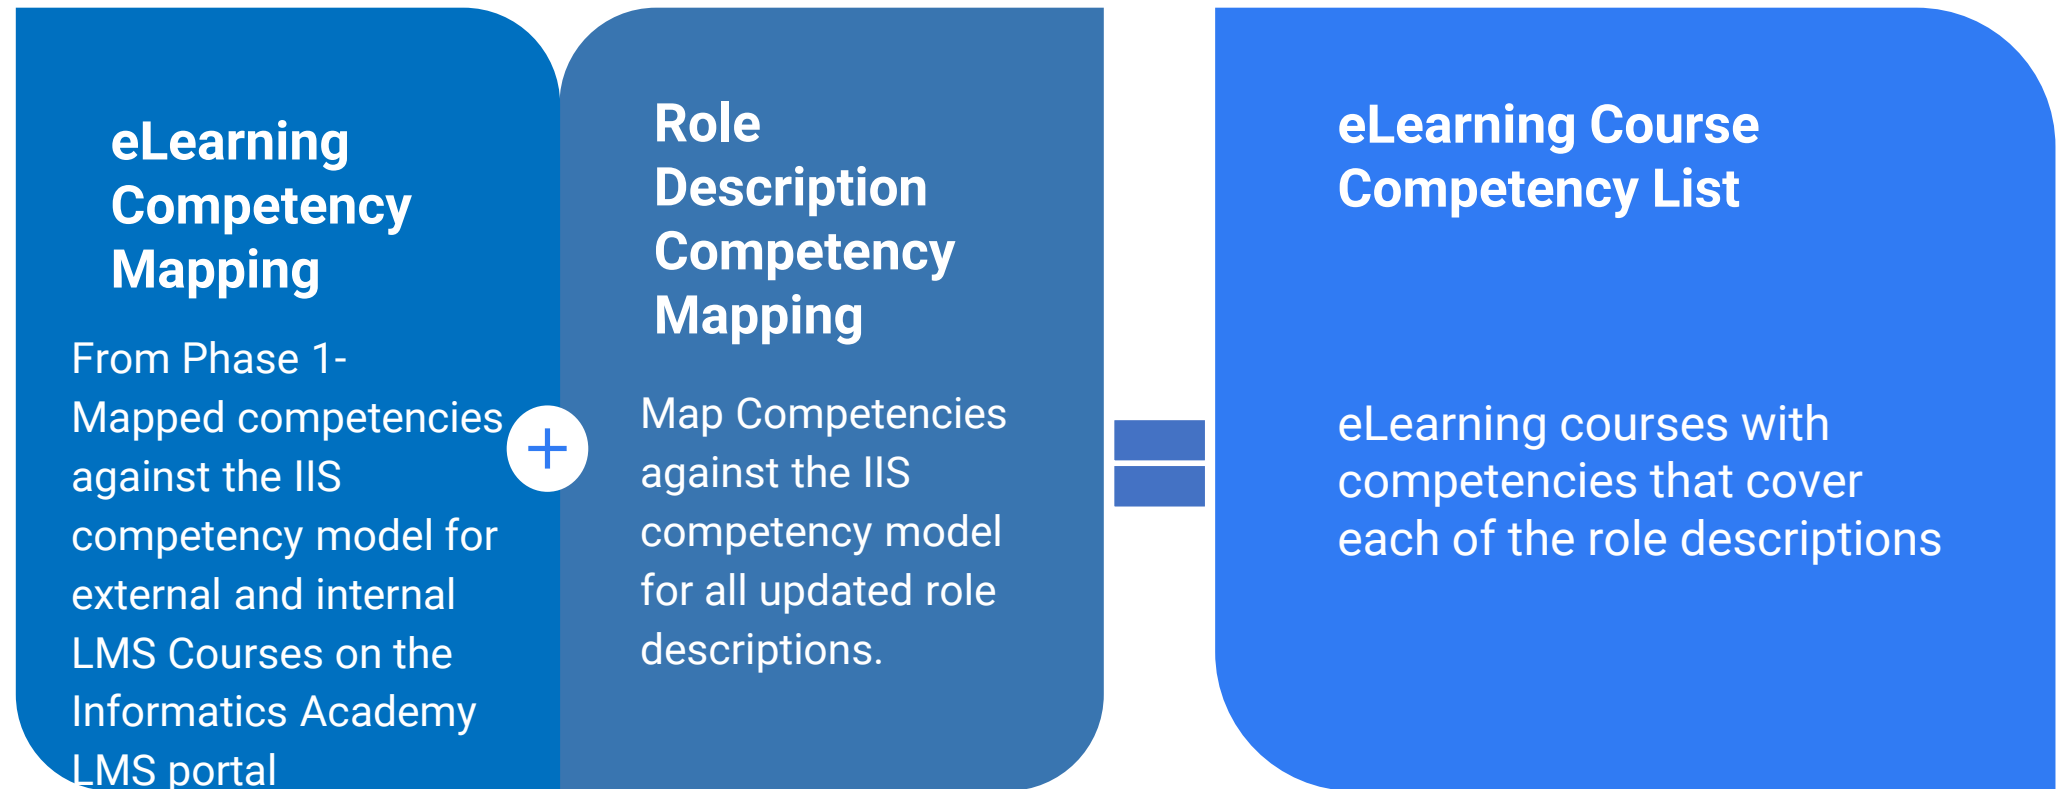 eLearning
Competency
Mapping
From Phase 1-
Mapped competencies
against the IIS
competency model for
external and internal
LMS Courses on the
Informatics Academy
LMS portal
+
Role
Description
Competency
Mapping
Map Competencies
against the IIS
competency model
for all updated role
descriptions.
eLearning Course
Competency List
eLearning courses with
competencies that cover
each of the role descriptions